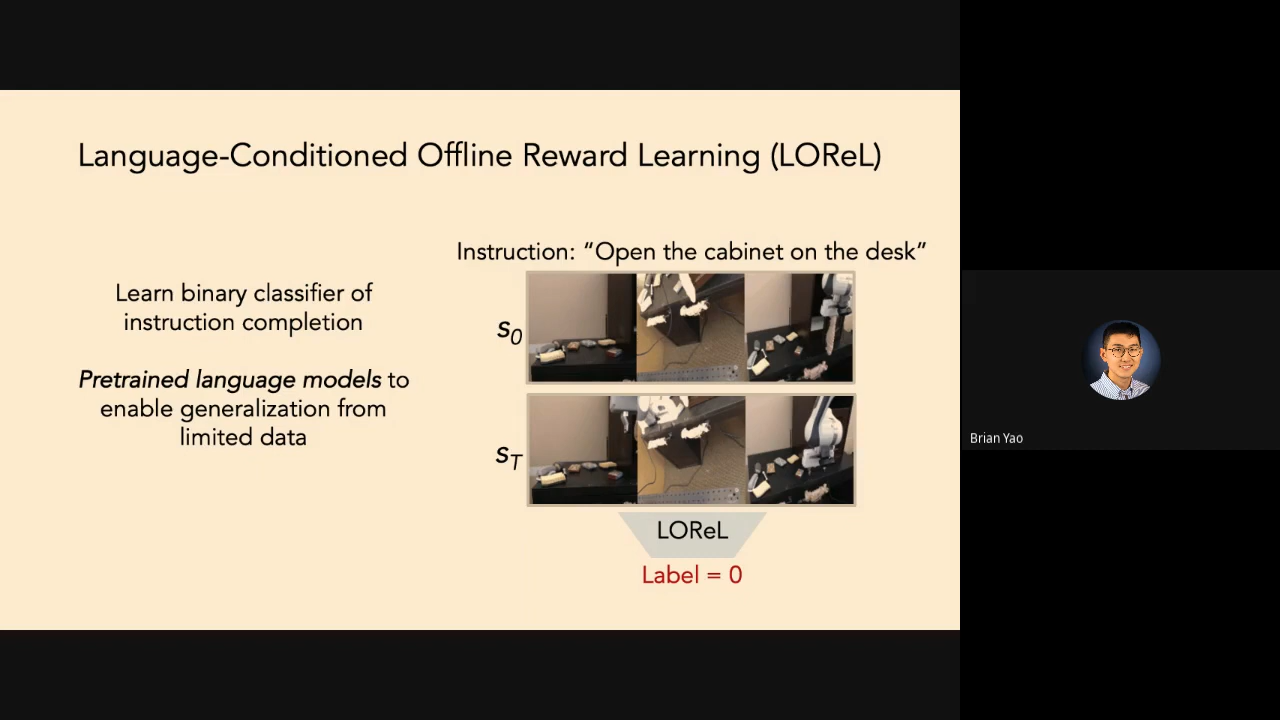 Language-Conditioned Offline Reward Learning (LOReL)
Learn binary classifier of
instruction completion
Pretrained language models to
enable generalization from
limited data
Instruction: “Open the cabinet on the desk”
s0
sT
LOReL
Label = 0
Brian Yao